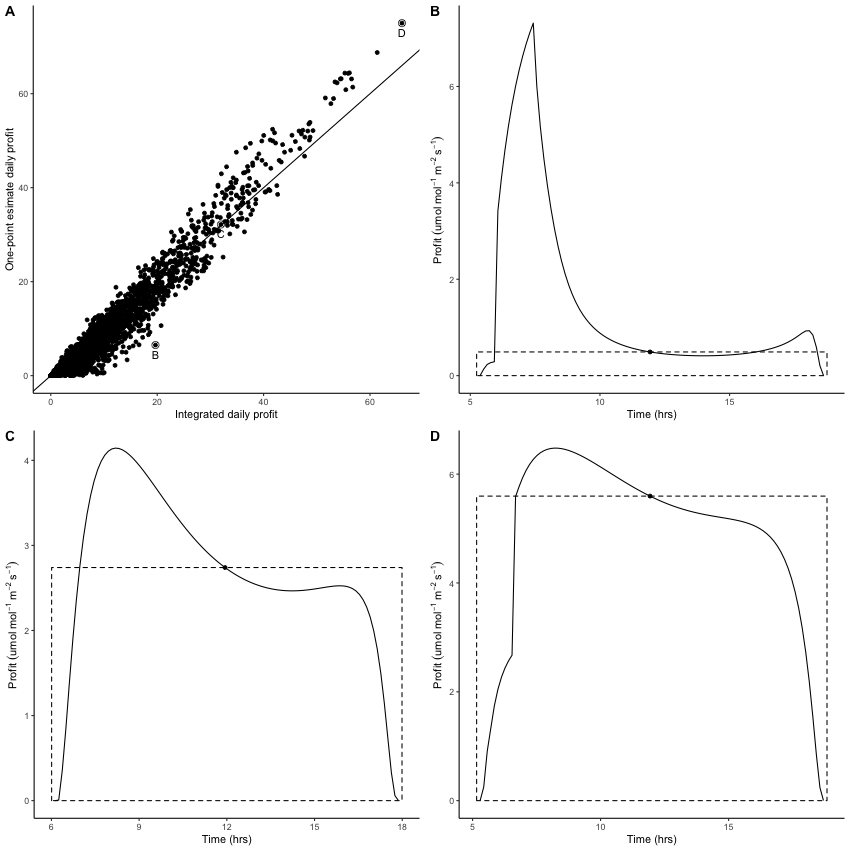 A
D
C
B
60
40
20
0
0
20
40
60
One-point esimate daily profit
Integrated daily profit
B
6
4
2
0
5
10
15
Profit (umol mol⁻¹ m⁻² s⁻¹)
Time (hrs)
C
4
3
2
1
0
6
9
12
15
18
Profit (umol mol⁻¹ m⁻² s⁻¹)
Time (hrs)
D
6
4
2
0
5
10
15
Profit (umol mol⁻¹ m⁻² s⁻¹)
Time (hrs)